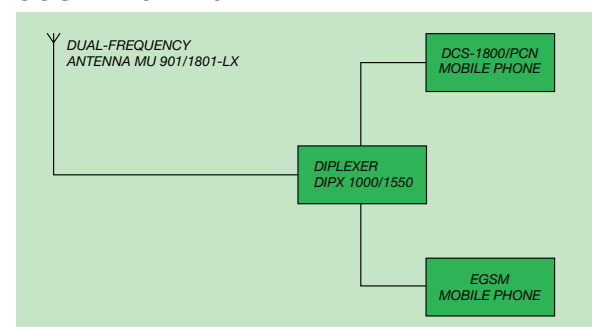 DUAL-FREQUENCY
ANTENNA MU 901/1801-LX
DCS-1800/PCN
MOBILE PHONE
DIPLEXER
DIPX 1000/1550
EGSM
MOBILE PHONE